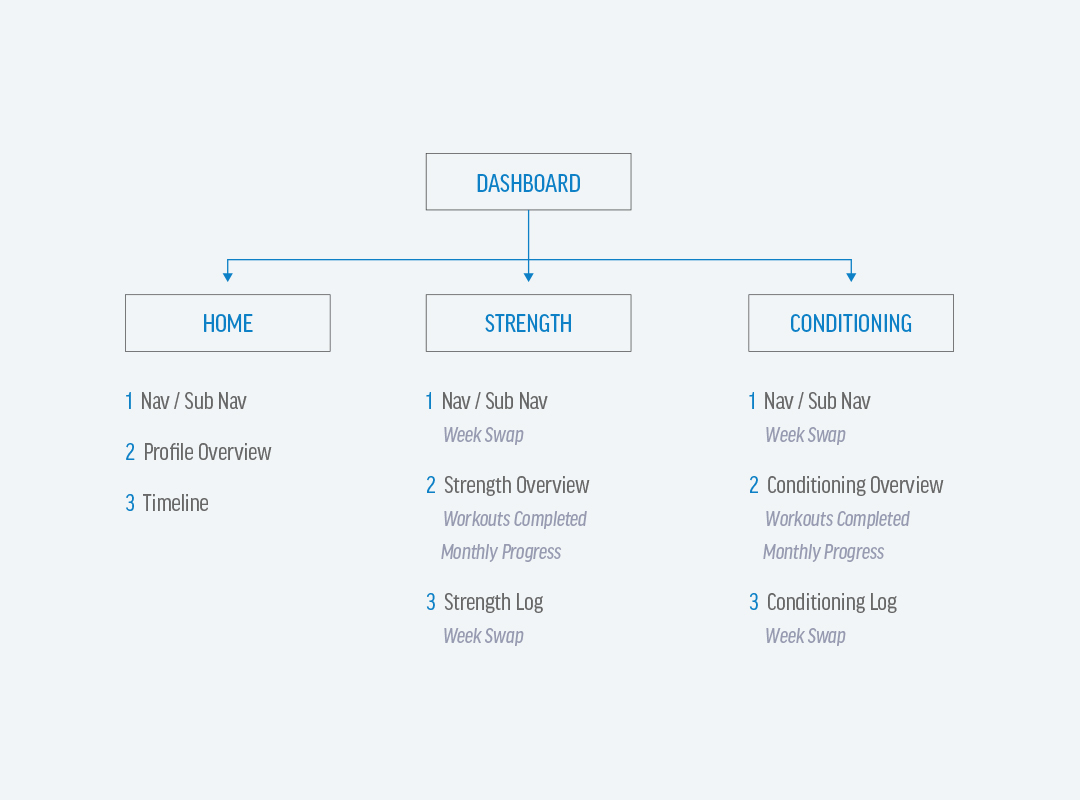 DASHBOARD
HOME
1 Nav / Sub Nav
2 Profile Overview
3 Timeline
STRENGTH
1 Nav / Sub Nav
Week Swap
2 Strength Overview
Workouts Completed
Monthly Progress
3 Strength Log
Week Swap
CONDITIONING
1 Nav / Sub Nav
Week Swap
2 Conditioning Overview
Workouts Completed
Monthly Progress
3 Conditioning Log
Week Swap